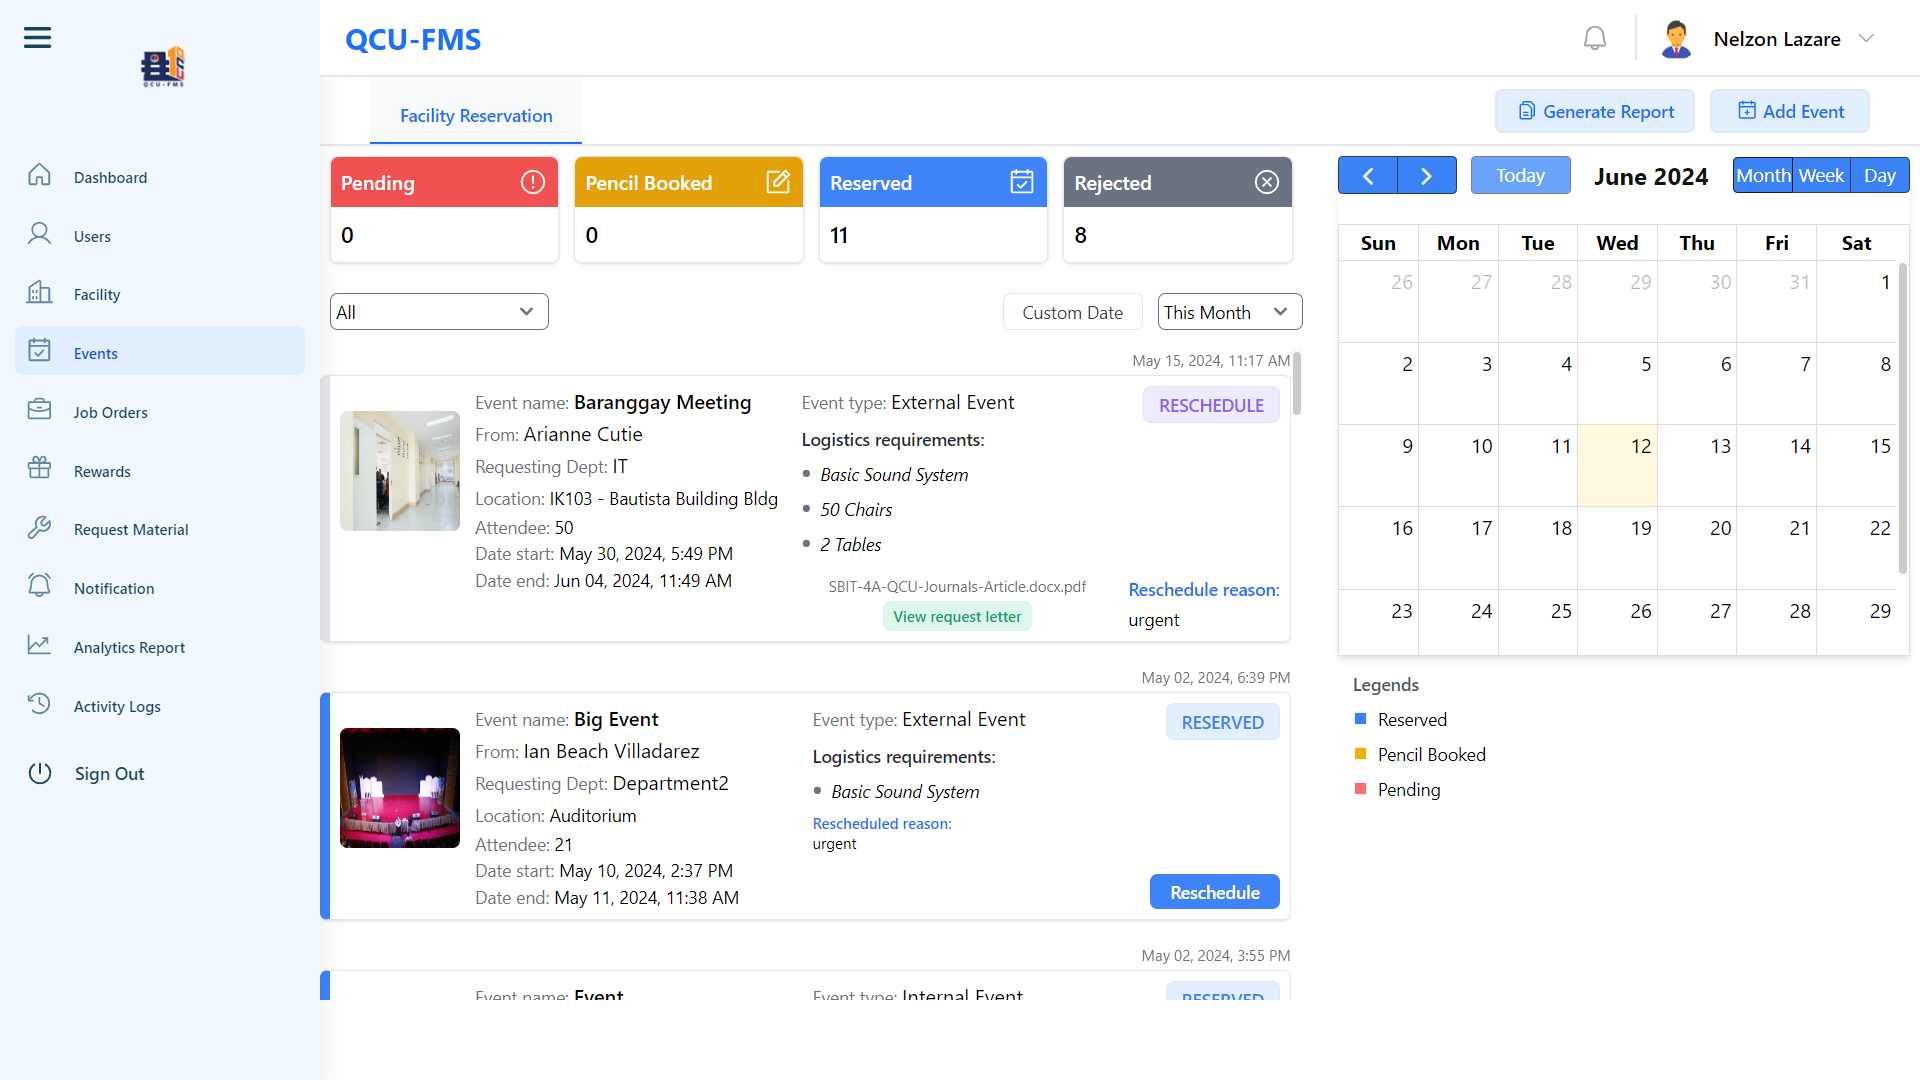 QCU-FMS
QCU-FMS
Nelzon Lazare
Dashboard
Users
Facility
Events
Job Orders
Rewards
Request Material
Notification
Analytics Report
Activity Logs
Sign Out
Facility Reservation
Generate Report
Add Event
Pending
0
Pencil Booked
0
Reserved
11
Rejected
8
All
Custom Date
This Month
May 15, 2024, 11:17 AM
Event name: Baranggay Meeting
From: Arianne Cutie
Requesting Dept: IT
Location: IK103 - Bautista Building Bldg
Attendee: 50
Date start: May 30, 2024, 5:49 PM
Date end: Jun 04, 2024, 11:49 AM
Event type: External Event
Logistics requirements:
Basic Sound System
50 Chairs
2 Tables
SBIT-4A-QCU-Journals-Article.docx.pdf
View request letter
RESCHEDULE
Reschedule reason:
urgent
May 02, 2024, 6:39 PM
Event name: Big Event
From: Ian Beach Villadarez
Requesting Dept: Department2
Location: Auditorium
Attendee: 21
Date start: May 10, 2024, 2:37 PM
Date end: May 11, 2024, 11:38 AM
Event type: External Event
Logistics requirements:
Basic Sound System
Rescheduled reason:
urgent
RESERVED
Reschedule
May 02, 2024, 3:55 PM
Event name: Event
Event type: Internal Event
RESERVED
Today
June 2024
Month Week Day
Sun Mon Tue Wed Thu Fri Sat
26 27 28 29 30 31 1
2 3 4 5 6 7 8
9 10 11 12 13 14 15
16 17 18 19 20 21 22
23 24 25 26 27 28 29
Legends
Reserved
Pencil Booked
Pending